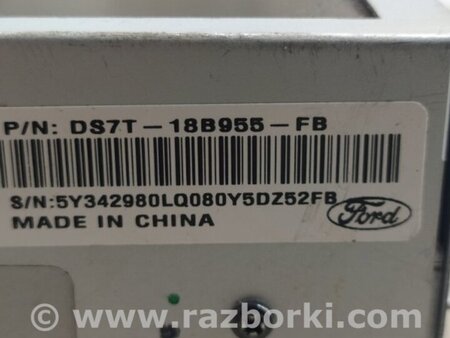 P/N: DS7T-18B955-FB
S/N:5Y342980LQ080Y5DZ52FB
Ford
MADE IN CHINA
© www.razborki.com